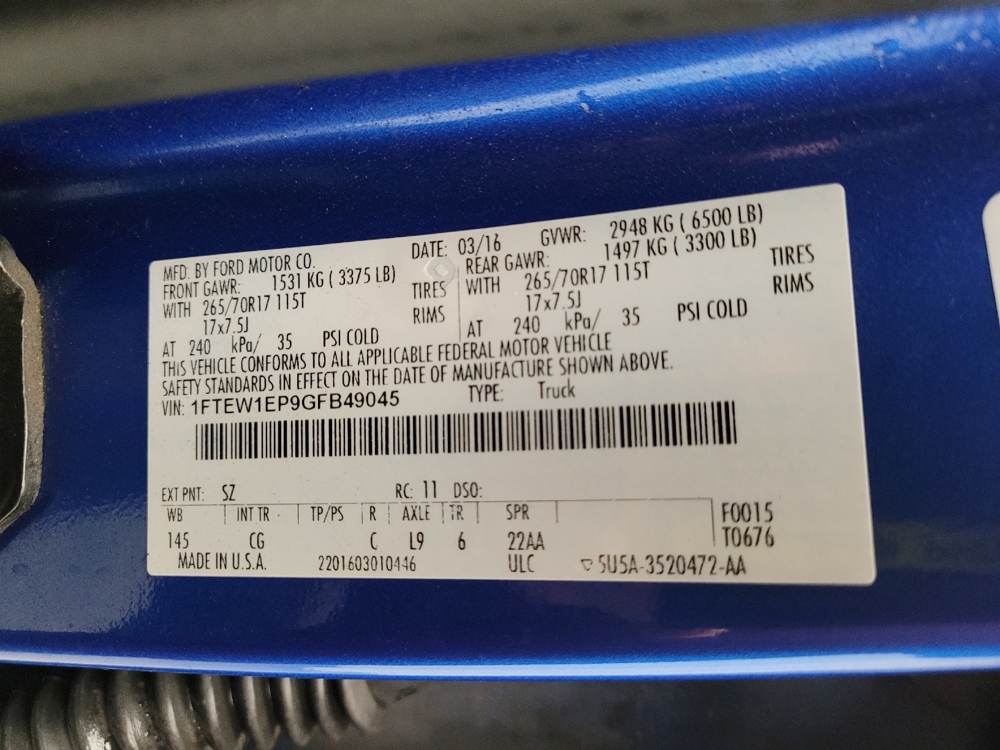 MFD. BY FORD MOTOR CO.
DATE: 03/16 GVWR: 2948 KG ( 6500 LB)
FRONT GAWR: 1531 KG ( 3375 LB) REAR GAWR: 1497 KG ( 3300 LB)
WITH 265/70R17 115T TIRES WITH 265/70R17 115T TIRES
17x7.5J RIMS 17x7.5J RIMS
AT 240 kPa/ 35 PSI COLD AT 240 kPa/ 35 PSI COLD
THIS VEHICLE CONFORMS TO ALL APPLICABLE FEDERAL MOTOR VEHICLE
SAFETY STANDARDS IN EFFECT ON THE DATE OF MANUFACTURE SHOWN ABOVE.
VIN: 1FTEW1EP9GFB49045 TYPE: Truck
EXT PNT: SZ RC: 11 DSO:
WB INT TR TP/PS R AXLE TR SPR F0015
145 CG C L9 6 22AA T0676
MADE IN U.S.A. 2201603010446 ULC 5U5A-3520472-AA